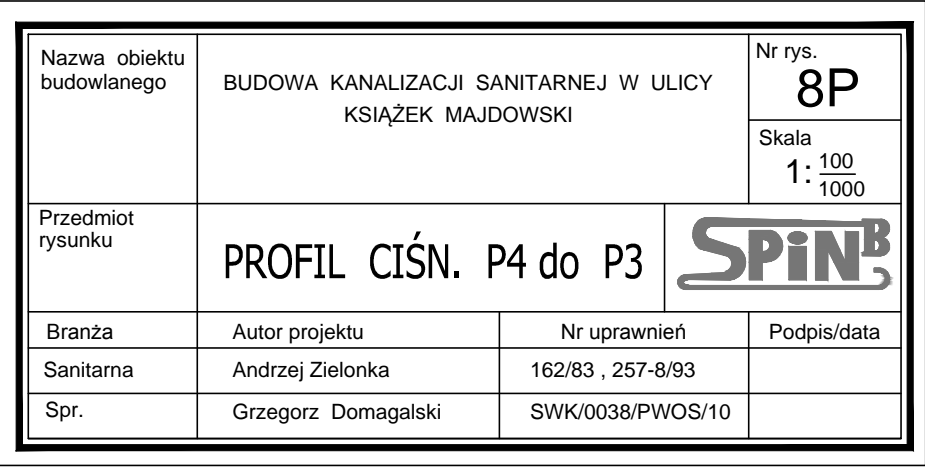 Nazwa obiektu
budowlanego
BUDOWA KANALIZACJI SANITARNEJ W ULICY
KSIĄŻEK MAJDOWSKI
Nr rys.
8P
Skala
1: 100/1000
Przedmiot
rysunku
PROFIL CIŚN. P4 do P3
SPiNB
Branża Autor projektu Nr uprawnień Podpis/data
Sanitarna Andrzej Zielonka 162/83 , 257-8/93
Spr. Grzegorz Domagalski SWK/0038/PWOS/10